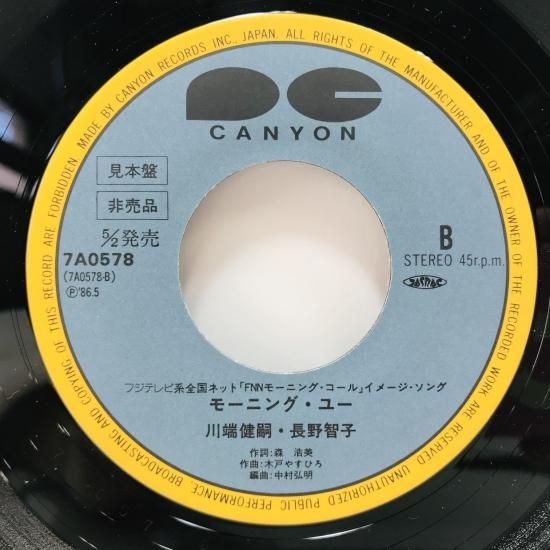 MADE BY CANYON RECORDS INC., JAPAN. ALL RIGHTS OF THE MANUFACTURER AND OF THE OWNER OF THE RECORDED WORK ARE RESERVED UNAUTHORIZED PUBLIC PERFORMANCE, BROADCASTING AND COPYING OF THIS RECORD ARE FORBIDDEN
PC
CANYON
見本盤
非売品
5/2発売
7A0578
(7A0578-B)
Ⓟ'86.5
B
STEREO 45r.p.m.
JASRAC
フジテレビ系全国ネット「FNNモーニング・コール」イメージ・ソング
モーニング・ユー
川端健嗣・長野智子
作詞:森 浩美
作曲:木戸やすひろ
編曲:中村弘明